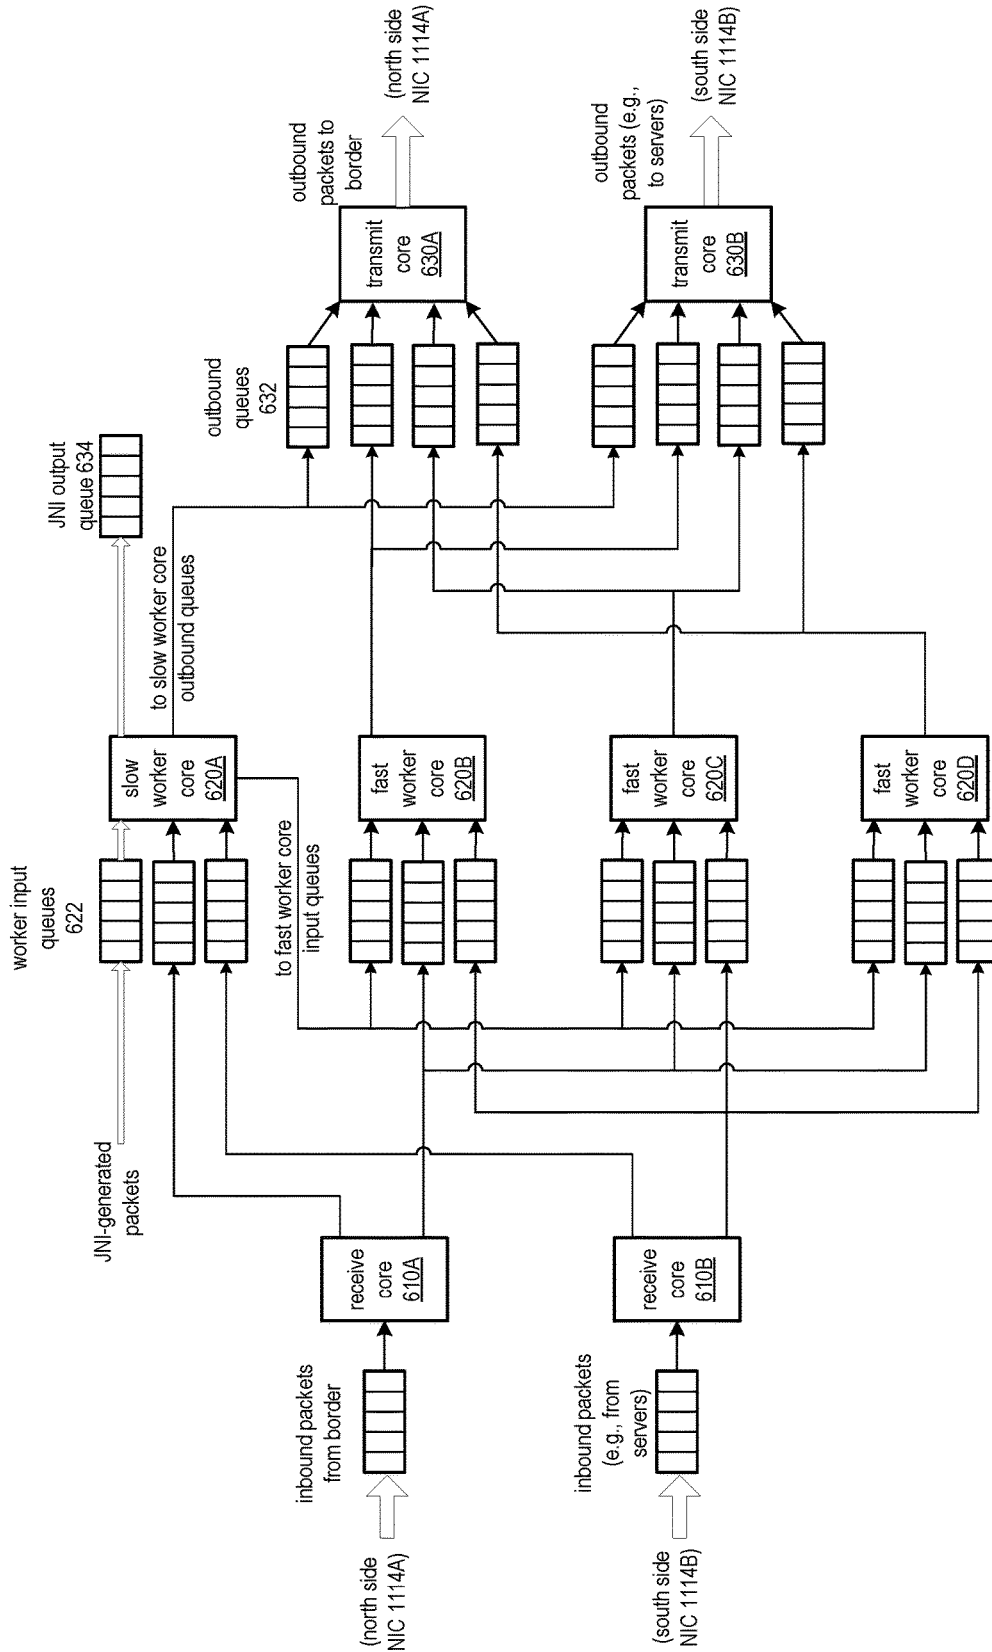 (north side
NIC 1114A)
inbound packets
from border
receive
core
610A
(south side
NIC 1114B)
inbound packets
(e.g., from
servers)
receive
core
610B
JNI-generated
packets
worker input
queues
622
slow
worker
core
620A
to fast worker core
input queues
fast
worker
core
620B
fast
worker
core
620C
fast
worker
core
620D
to slow worker core
outbound queues
JNI output
queue 634
outbound
queues
632
transmit
core
630A
outbound
packets to
border
(north side
NIC 1114A)
transmit
core
630B
outbound
packets (e.g.,
to servers)
(south side
NIC 1114B)